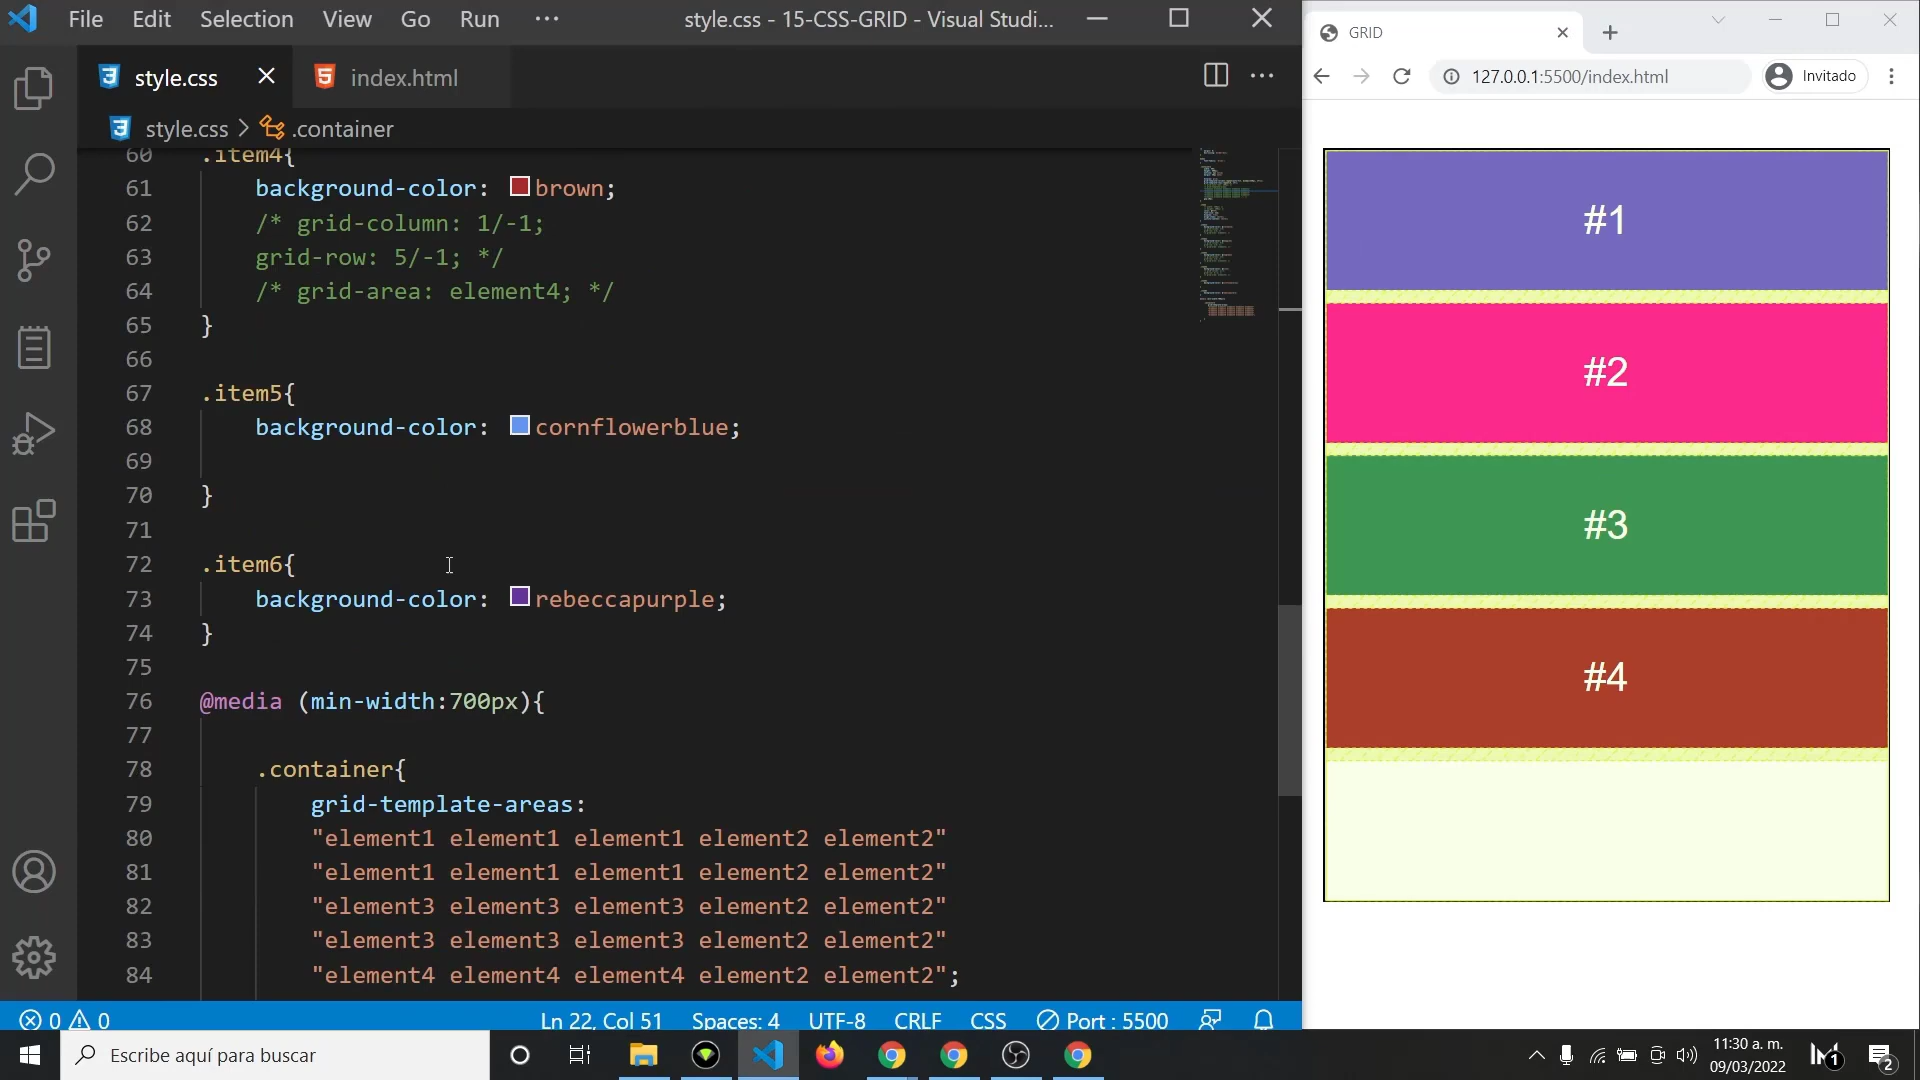 File Edit Selection View Go Run ··· style.css - 15-CSS-GRID - Visual Studi...
style.css index.html
style.css > .container
60 .item4{
61 background-color: brown;
62 /* grid-column: 1/-1;
63 grid-row: 5/-1; */
64 /* grid-area: element4; */
65 }
66
67 .item5{
68 background-color: cornflowerblue;
69
70 }
71
72 .item6{
73 background-color: rebeccapurple;
74 }
75
76 @media (min-width:700px){
77
78 .container{
79 grid-template-areas:
80 "element1 element1 element1 element2 element2"
81 "element1 element1 element1 element2 element2"
82 "element3 element3 element3 element2 element2"
83 "element3 element3 element3 element2 element2"
84 "element4 element4 element4 element2 element2";
0 0 Ln 22, Col 51 Spaces: 4 UTF-8 CRLF CSS Port : 5500
GRID
127.0.0.1:5500/index.html Invitado
#1
#2
#3
#4
Escribe aquí para buscar
11:30 a. m.
09/03/2022
1
2